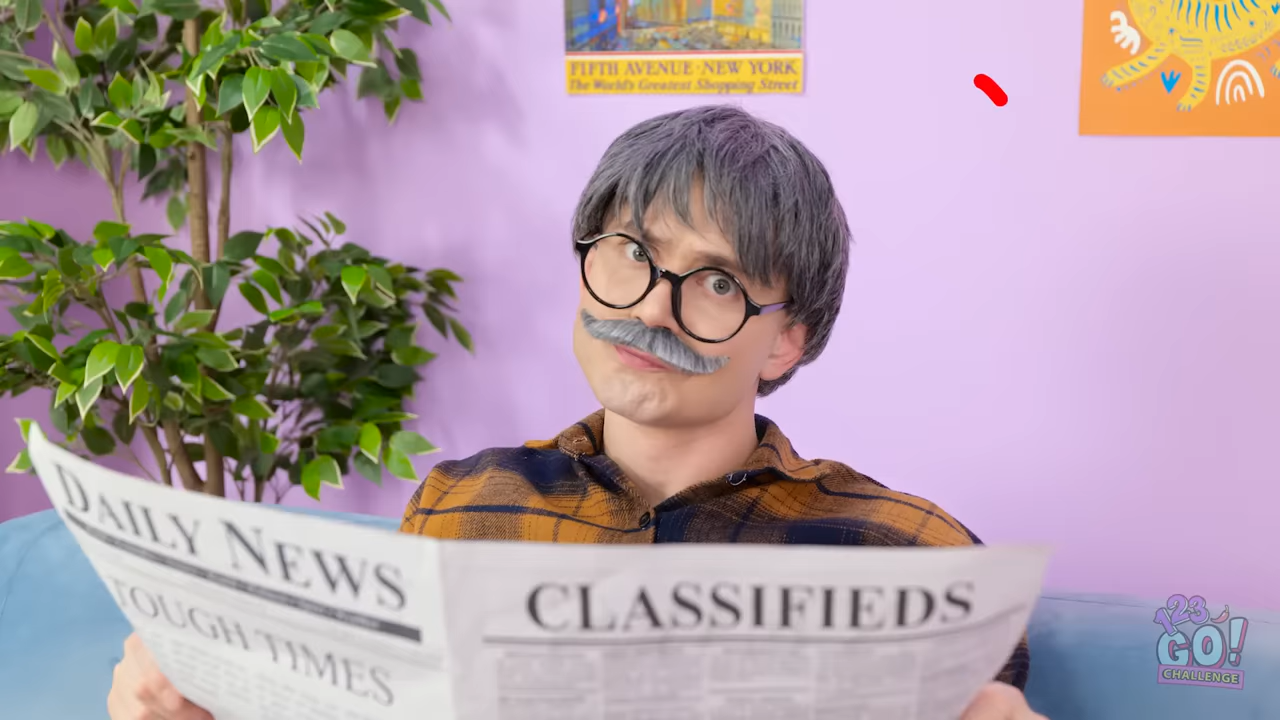 FIFTH AVENUE · NEW YORK
The World's Greatest Shopping Street
DAILY NEWS
TOUGH TIMES
CLASSIFIEDS
123
GO!
CHALLENGE